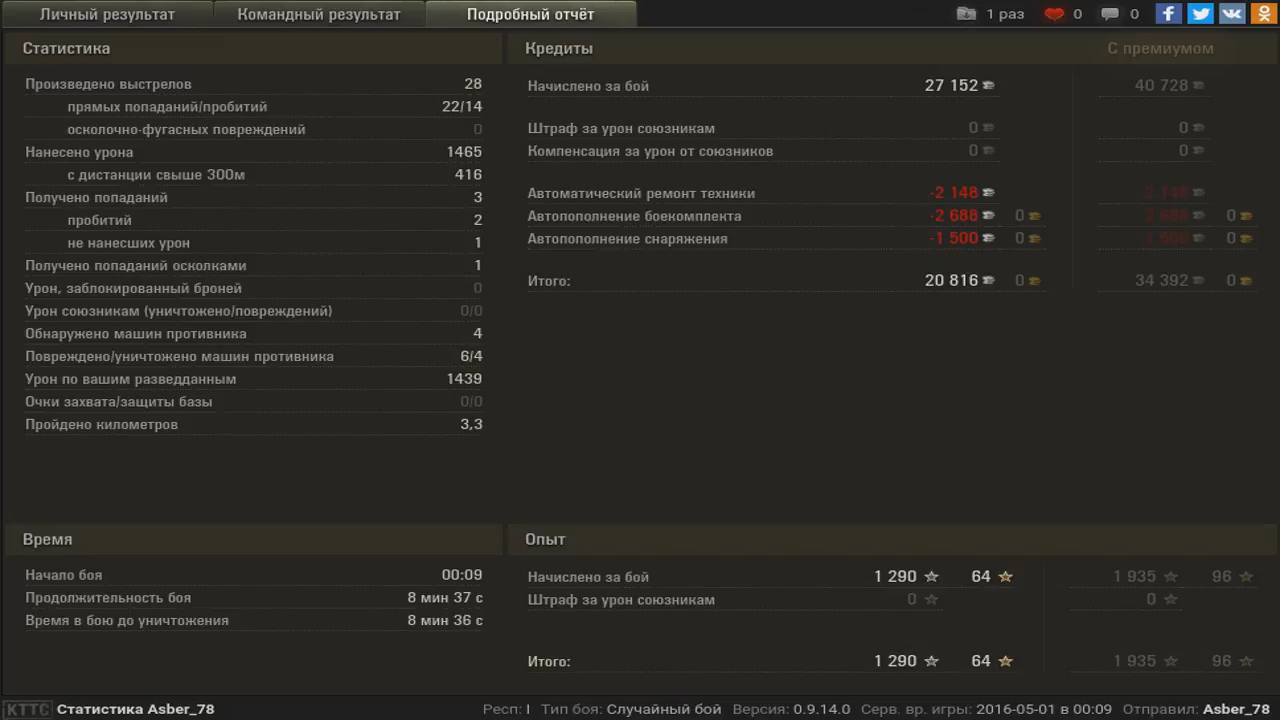 Личный результат Командный результат Подробный отчёт 1 раз 0 0
Статистика
Произведено выстрелов 28
прямых попаданий/пробитий 22/14
осколочно-фугасных повреждений 0
Нанесено урона 1465
с дистанции свыше 300м 416
Получено попаданий 3
пробитий 2
не нанесших урон 1
Получено попаданий осколками 1
Урон, заблокированный броней 0
Урон союзникам (уничтожено/повреждений) 0/0
Обнаружено машин противника 4
Повреждено/уничтожено машин противника 6/4
Урон по вашим разведданным 1439
Очки захвата/защиты базы 0/0
Пройдено километров 3,3
Кредиты С премиумом
Начислено за бой 27 152 40 728
Штраф за урон союзникам 0 0
Компенсация за урон от союзников 0 0
Автоматический ремонт техники -2 148 -2 148
Автопополнение боекомплекта -2 688 0 -2 688 0
Автопополнение снаряжения -1 500 0 -1 500 0
Итого: 20 816 0 34 392 0
Время
Начало боя 00:09
Продолжительность боя 8 мин 37 с
Время в бою до уничтожения 8 мин 36 с
Опыт
Начислено за бой 1 290 64 1 935 96
Штраф за урон союзникам 0 0
Итого: 1 290 64 1 935 96
КТТС Статистика Asber_78 Респ: I Тип боя: Случайный бой Версия: 0.9.14.0 Серв. вр. игры: 2016-05-01 в 00:09 Отправил: Asber_78